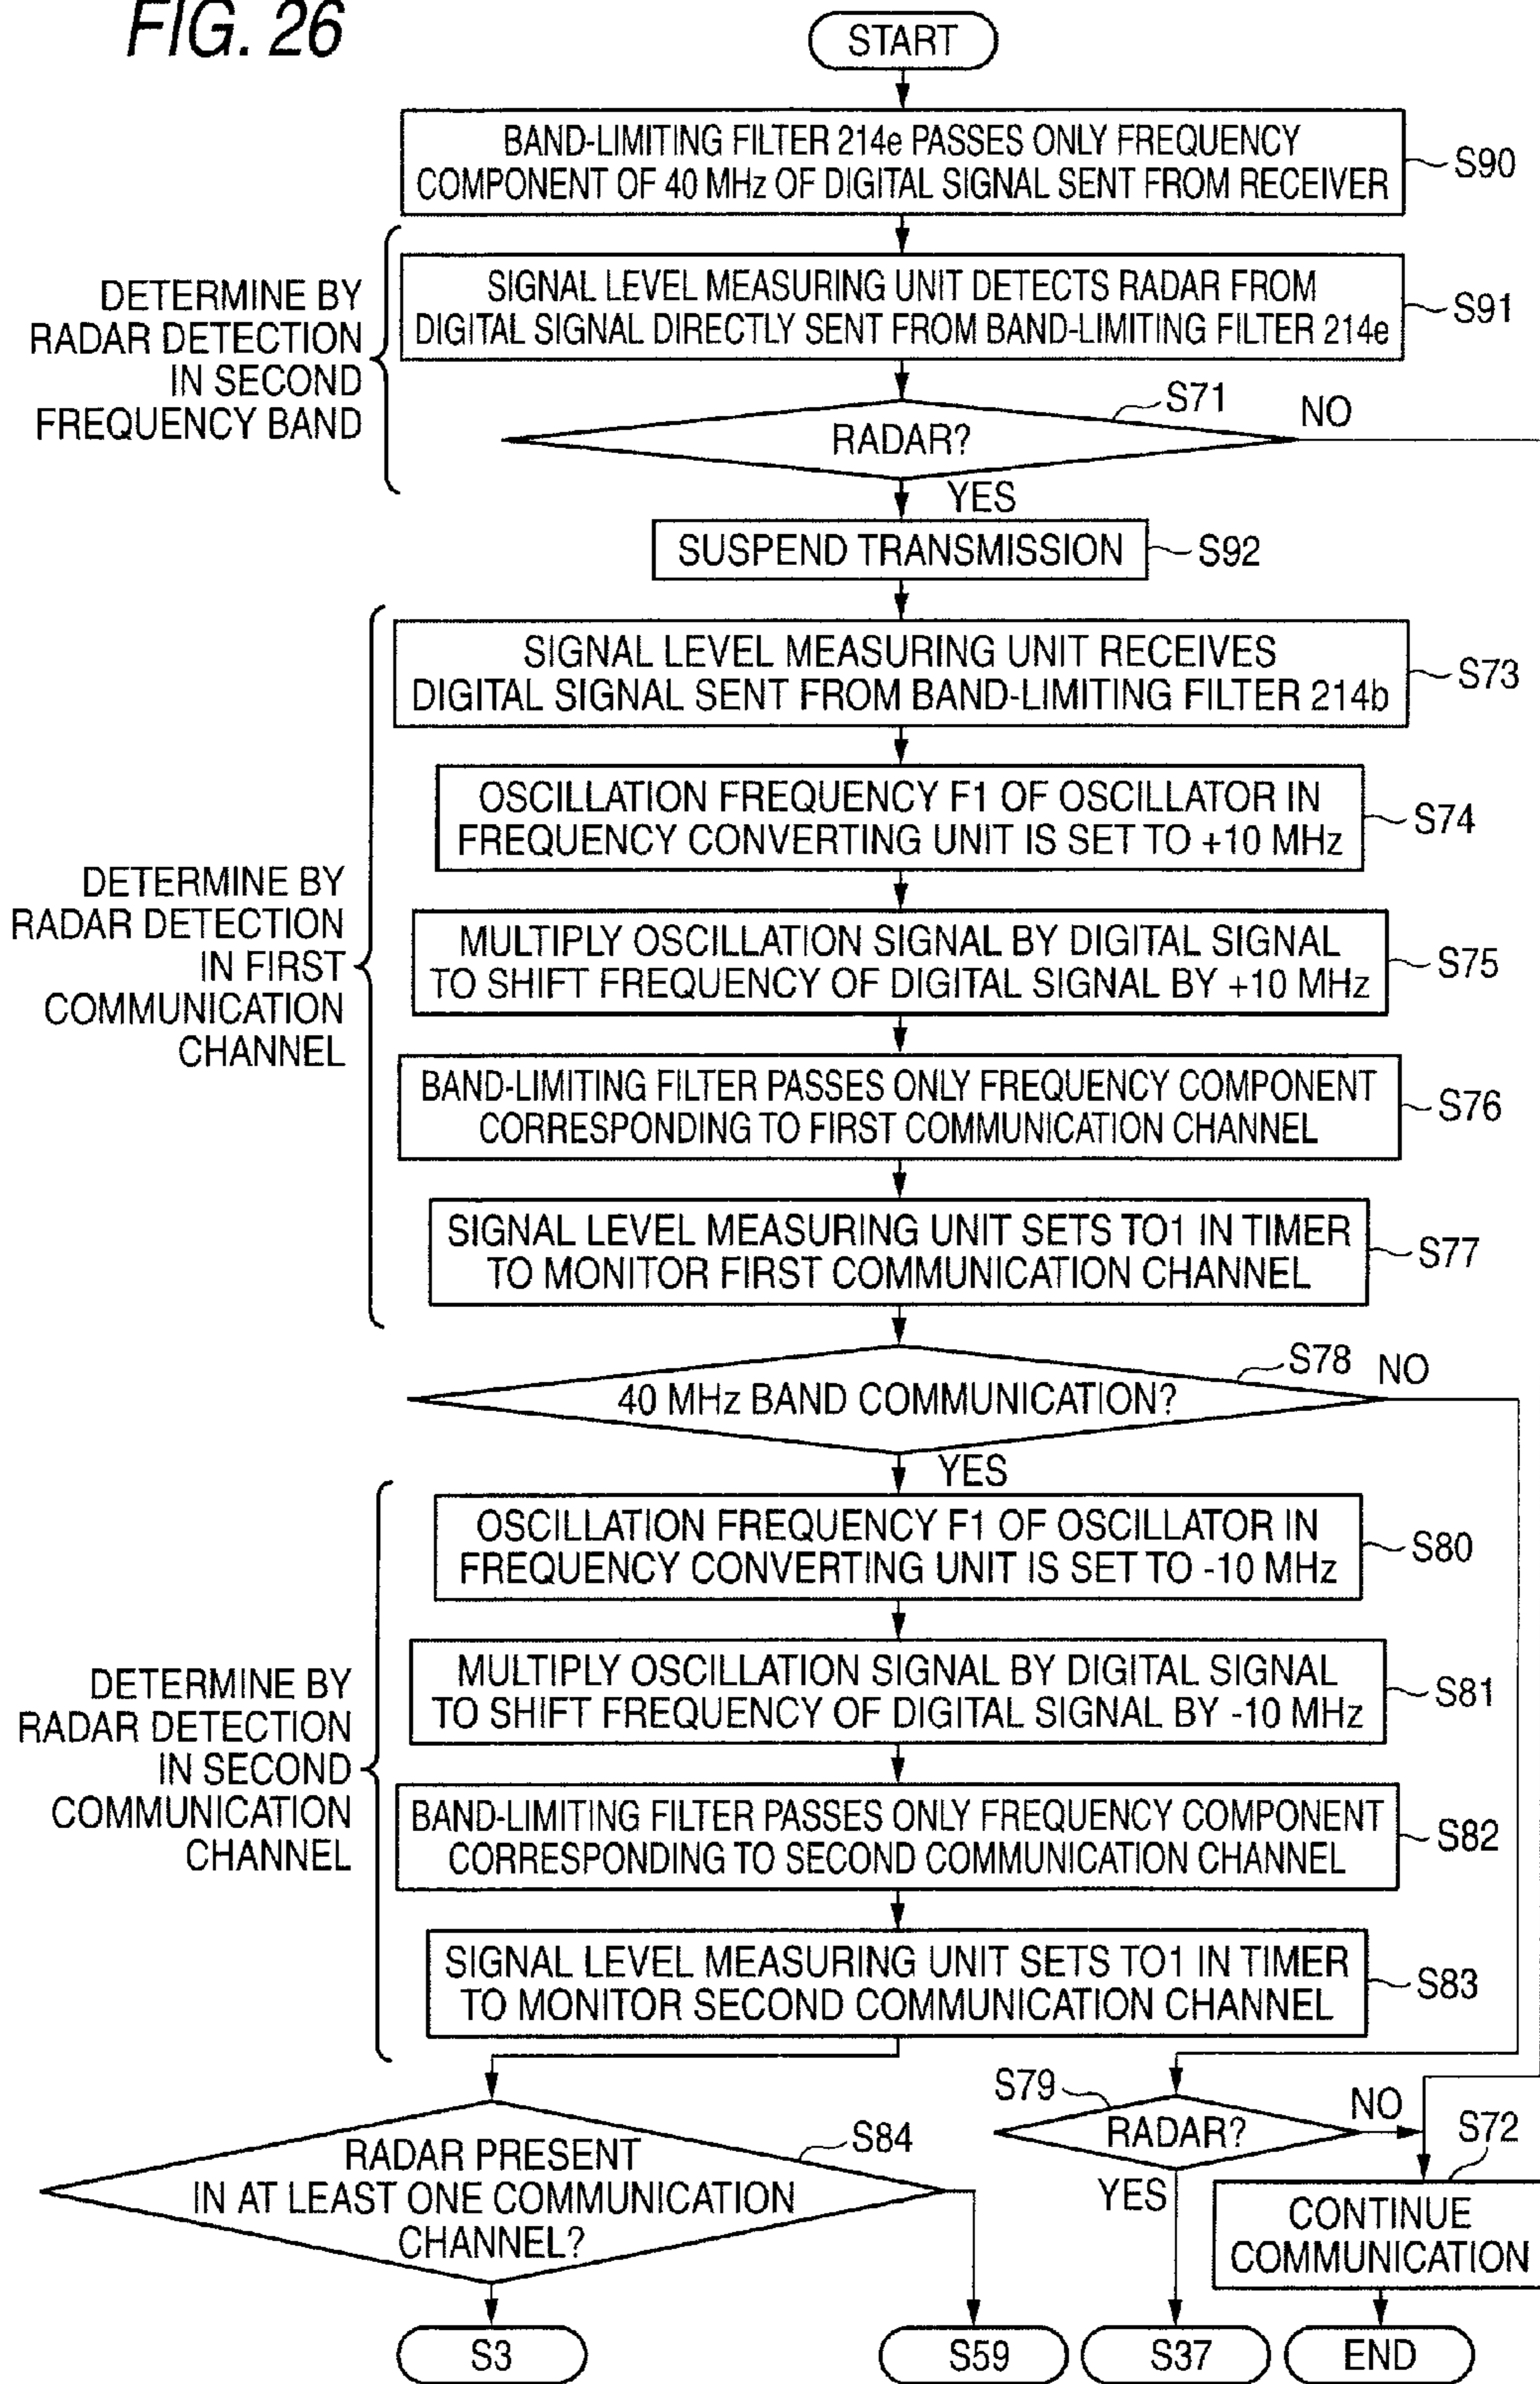 FIG. 26
START
BAND-LIMITING FILTER 214e PASSES ONLY FREQUENCY
COMPONENT OF 40 MHz OF DIGITAL SIGNAL SENT FROM RECEIVER
S90
DETERMINE BY
RADAR DETECTION
IN SECOND
FREQUENCY BAND
SIGNAL LEVEL MEASURING UNIT DETECTS RADAR FROM
DIGITAL SIGNAL DIRECTLY SENT FROM BAND-LIMITING FILTER 214e
S91
RADAR?
S71
NO
YES
SUSPEND TRANSMISSION
S92
DETERMINE BY
RADAR DETECTION
IN FIRST
COMMUNICATION
CHANNEL
SIGNAL LEVEL MEASURING UNIT RECEIVES
DIGITAL SIGNAL SENT FROM BAND-LIMITING FILTER 214b
S73
OSCILLATION FREQUENCY F1 OF OSCILLATOR IN
FREQUENCY CONVERTING UNIT IS SET TO +10 MHz
S74
MULTIPLY OSCILLATION SIGNAL BY DIGITAL SIGNAL
TO SHIFT FREQUENCY OF DIGITAL SIGNAL BY +10 MHz
S75
BAND-LIMITING FILTER PASSES ONLY FREQUENCY COMPONENT
CORRESPONDING TO FIRST COMMUNICATION CHANNEL
S76
SIGNAL LEVEL MEASURING UNIT SETS TO1 IN TIMER
TO MONITOR FIRST COMMUNICATION CHANNEL
S77
40 MHz BAND COMMUNICATION?
S78
NO
YES
DETERMINE BY
RADAR DETECTION
IN SECOND
COMMUNICATION
CHANNEL
OSCILLATION FREQUENCY F1 OF OSCILLATOR IN
FREQUENCY CONVERTING UNIT IS SET TO -10 MHz
S80
MULTIPLY OSCILLATION SIGNAL BY DIGITAL SIGNAL
TO SHIFT FREQUENCY OF DIGITAL SIGNAL BY -10 MHz
S81
BAND-LIMITING FILTER PASSES ONLY FREQUENCY COMPONENT
CORRESPONDING TO SECOND COMMUNICATION CHANNEL
S82
SIGNAL LEVEL MEASURING UNIT SETS TO1 IN TIMER
TO MONITOR SECOND COMMUNICATION CHANNEL
S83
RADAR PRESENT
IN AT LEAST ONE COMMUNICATION
CHANNEL?
S84
S79
RADAR?
NO
YES
S72
CONTINUE
COMMUNICATION
S3
S59
S37
END